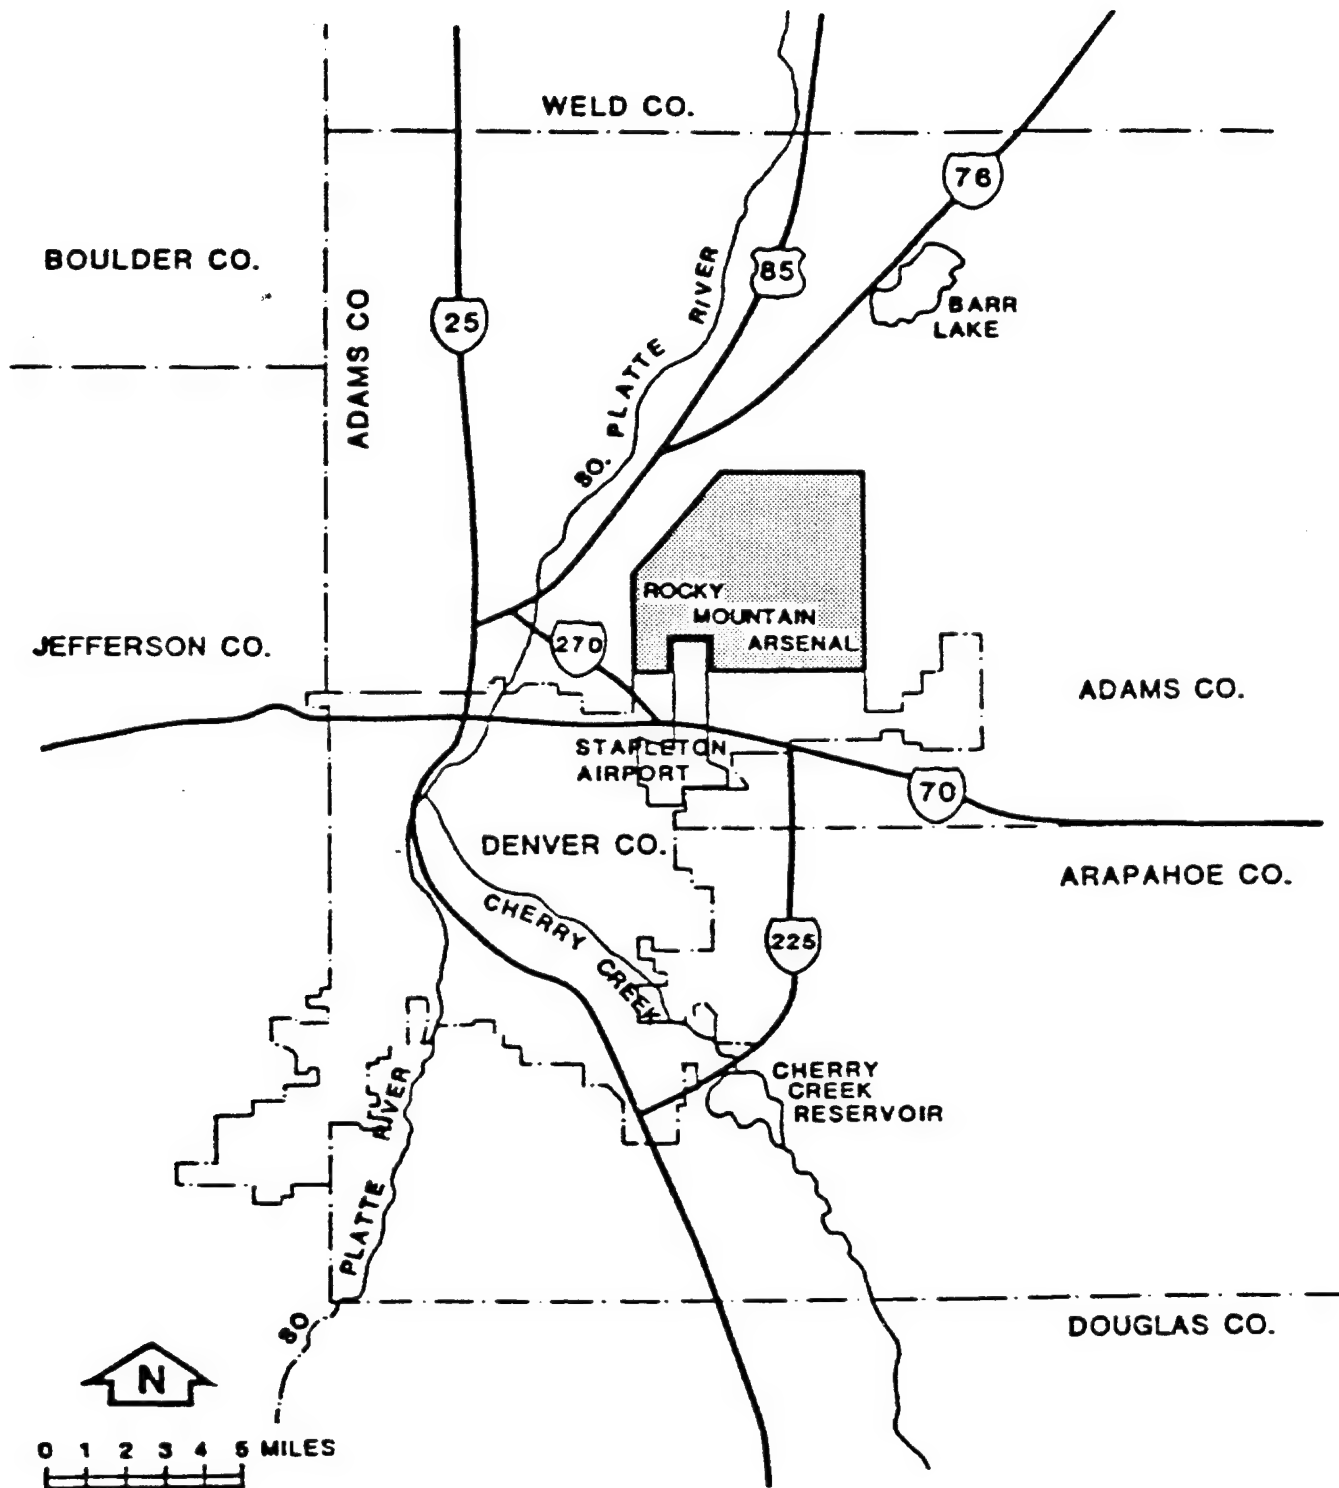 WELD CO.
76
BOULDER CO.
85
BARR
LAKE
ADAMS CO
25
SO. PLATTE RIVER
ROCKY
MOUNTAIN
ARSENAL
JEFFERSON CO.
270
ADAMS CO.
STAPLETON
AIRPORT
70
DENVER CO.
ARAPAHOE CO.
CHERRY CREEK
225
CHERRY
CREEK
RESERVOIR
SO PLATTE RIVER
DOUGLAS CO.
N
0 1 2 3 4 5 MILES